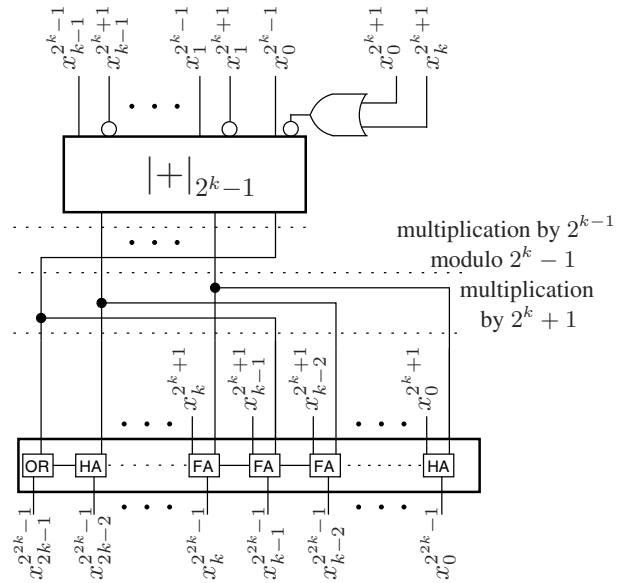 x_{k-1}^{2^k-1} x_{k-1}^{2^k+1} · · · x_1^{2^k-1} x_1^{2^k+1} x_0^{2^k-1} x_0^{2^k+1} x_k^{2^k+1}
|+|_{2^k-1}
multiplication by 2^{k-1}
modulo 2^k − 1
multiplication
by 2^k + 1
x_k^{2^k+1} x_{k-1}^{2^k+1} x_{k-2}^{2^k+1} x_0^{2^k+1}
OR HA FA FA FA HA
x_{2k-1}^{2^{2k}-1} x_{2k-2}^{2^{2k}-1} x_k^{2^{2k}-1} x_{k-1}^{2^{2k}-1} x_{k-2}^{2^{2k}-1} x_0^{2^{2k}-1}